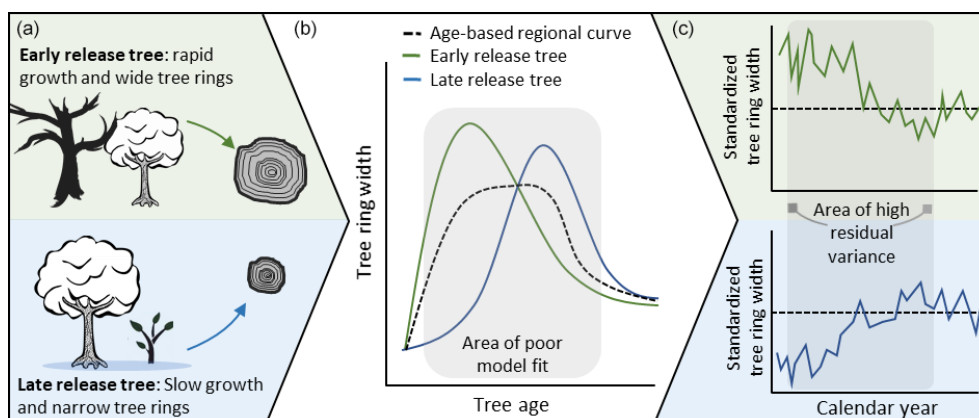 (a)
Early release tree: rapid
growth and wide tree rings
Late release tree: Slow growth
and narrow tree rings
(b)
Age-based regional curve
Early release tree
Late release tree
Tree ring width
Area of poor
model fit
Tree age
(c)
Standardized
tree ring width
Area of high
residual
variance
Standardized
tree ring width
Calendar year